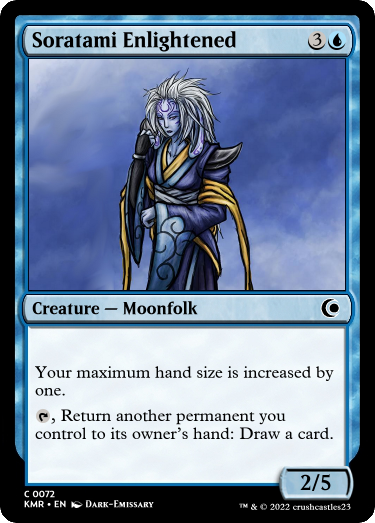 Soratami Enlightened 3
Creature — Moonfolk
Your maximum hand size is increased by
one.
, Return another permanent you
control to its owner's hand: Draw a card.
2/5
C 0072
KMR • EN Dark-Emissary
™ & © 2022 crushcastles23